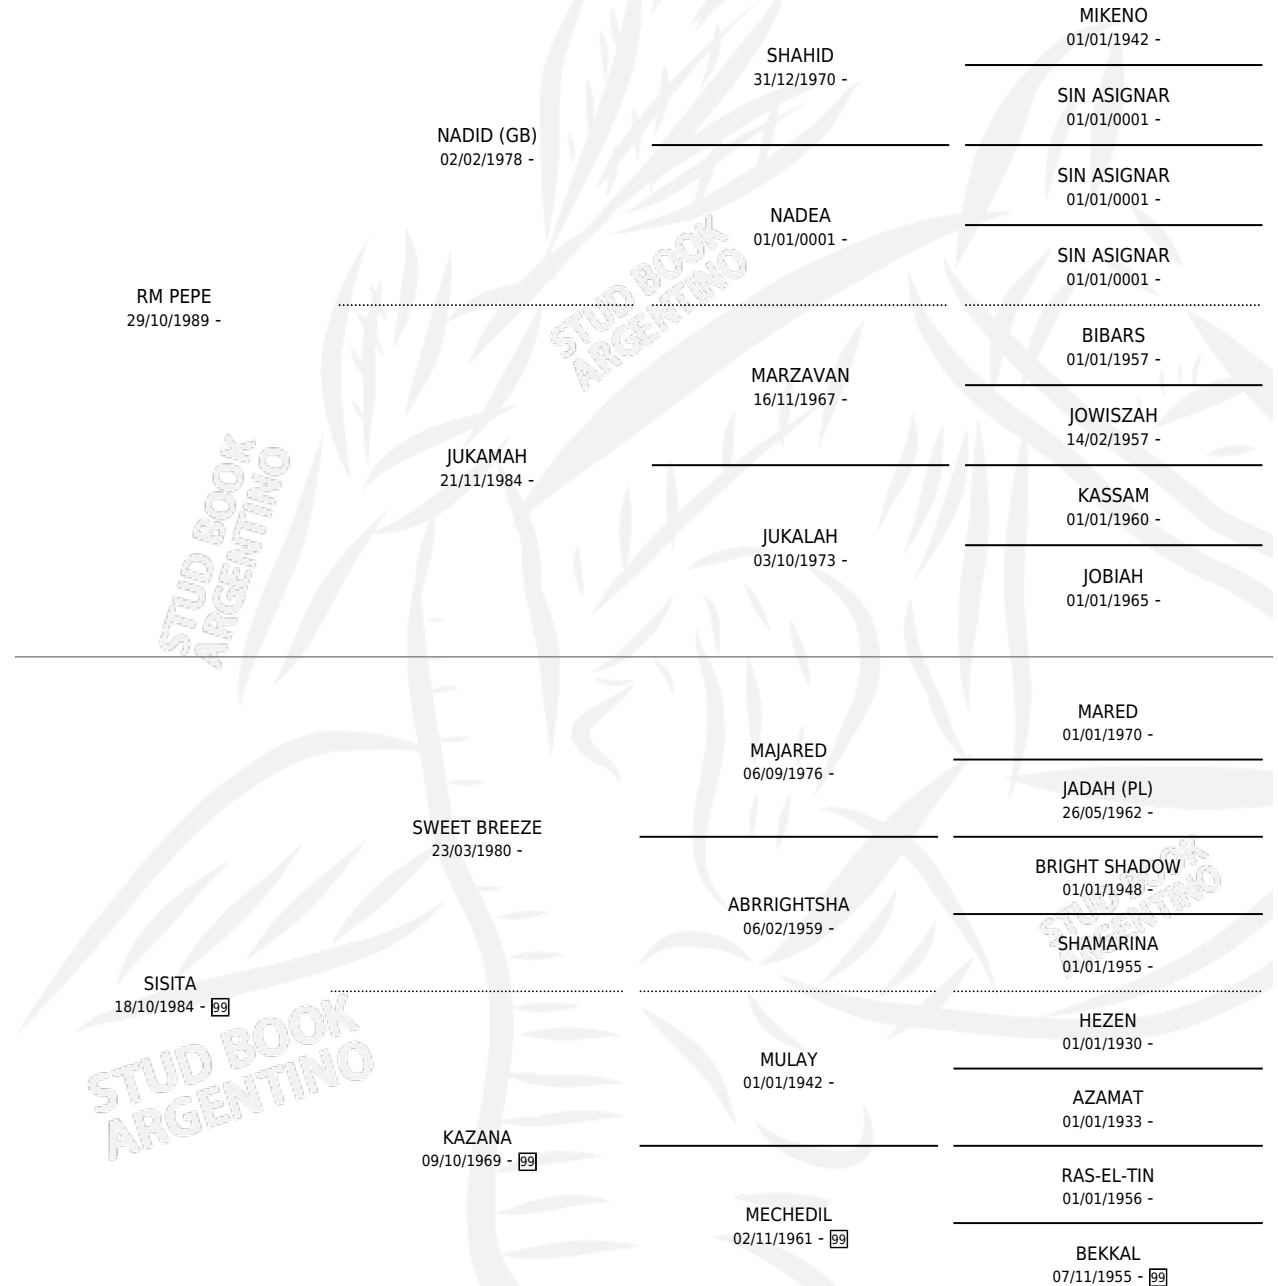 MIKENO
01/01/1942 -
SHAHID
31/12/1970 -
SIN ASIGNAR
01/01/0001 -
NADID (GB)
02/02/1978 -
SIN ASIGNAR
01/01/0001 -
NADEA
01/01/0001 -
SIN ASIGNAR
01/01/0001 -
RM PEPE
29/10/1989 -
BIBARS
01/01/1957 -
MARZAVAN
16/11/1967 -
JOWISZAH
14/02/1957 -
JUKAMAH
21/11/1984 -
KASSAM
01/01/1960 -
JUKALAH
03/10/1973 -
JOBIAH
01/01/1965 -
MARED
01/01/1970 -
MAJARED
06/09/1976 -
JADAH (PL)
26/05/1962 -
SWEET BREEZE
23/03/1980 -
BRIGHT SHADOW
01/01/1948 -
ABRRIGHTSHA
06/02/1959 -
SHAMARINA
01/01/1955 -
SISITA
18/10/1984 - 99
HEZEN
01/01/1930 -
MULAY
01/01/1942 -
AZAMAT
01/01/1933 -
KAZANA
09/10/1969 - 99
RAS-EL-TIN
01/01/1956 -
MECHEDIL
02/11/1961 - 99
BEKKAL
07/11/1955 - 99
STUD BOOK
ARGENTINO
STUD BOOK
ARGENTINO
STUD BOOK
ARGENTINO
STUD BOOK
ARGENTINO